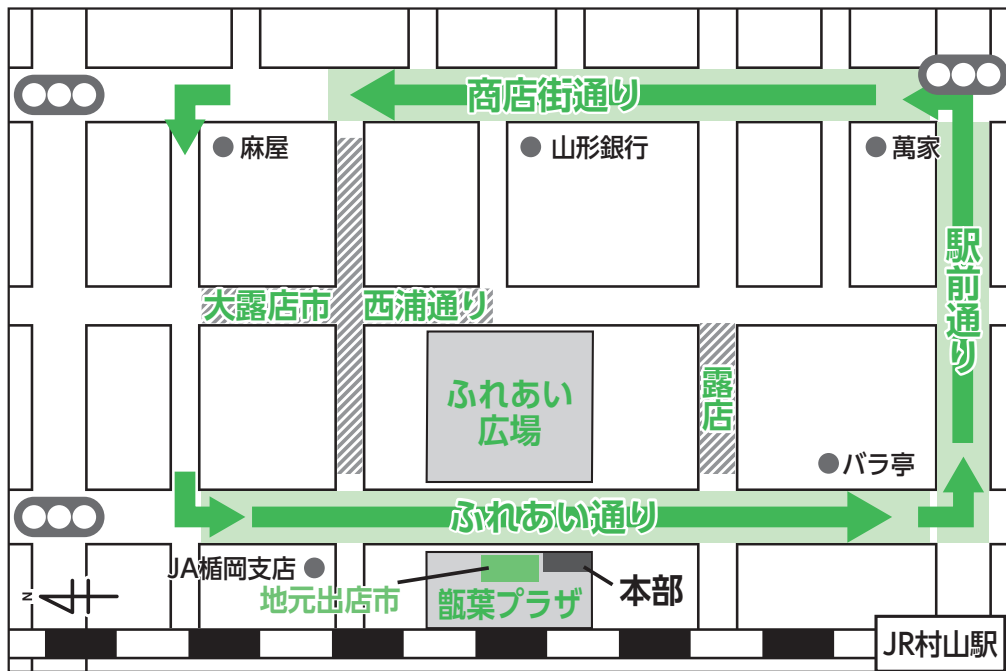 商店街通り
麻屋
山形銀行
萬家
駅前通り
大露店市
西浦通り
ふれあい
広場
露店
バラ亭
ふれあい通り
JA楯岡支店
地元出店市
甑葉プラザ
本部
N
JR村山駅